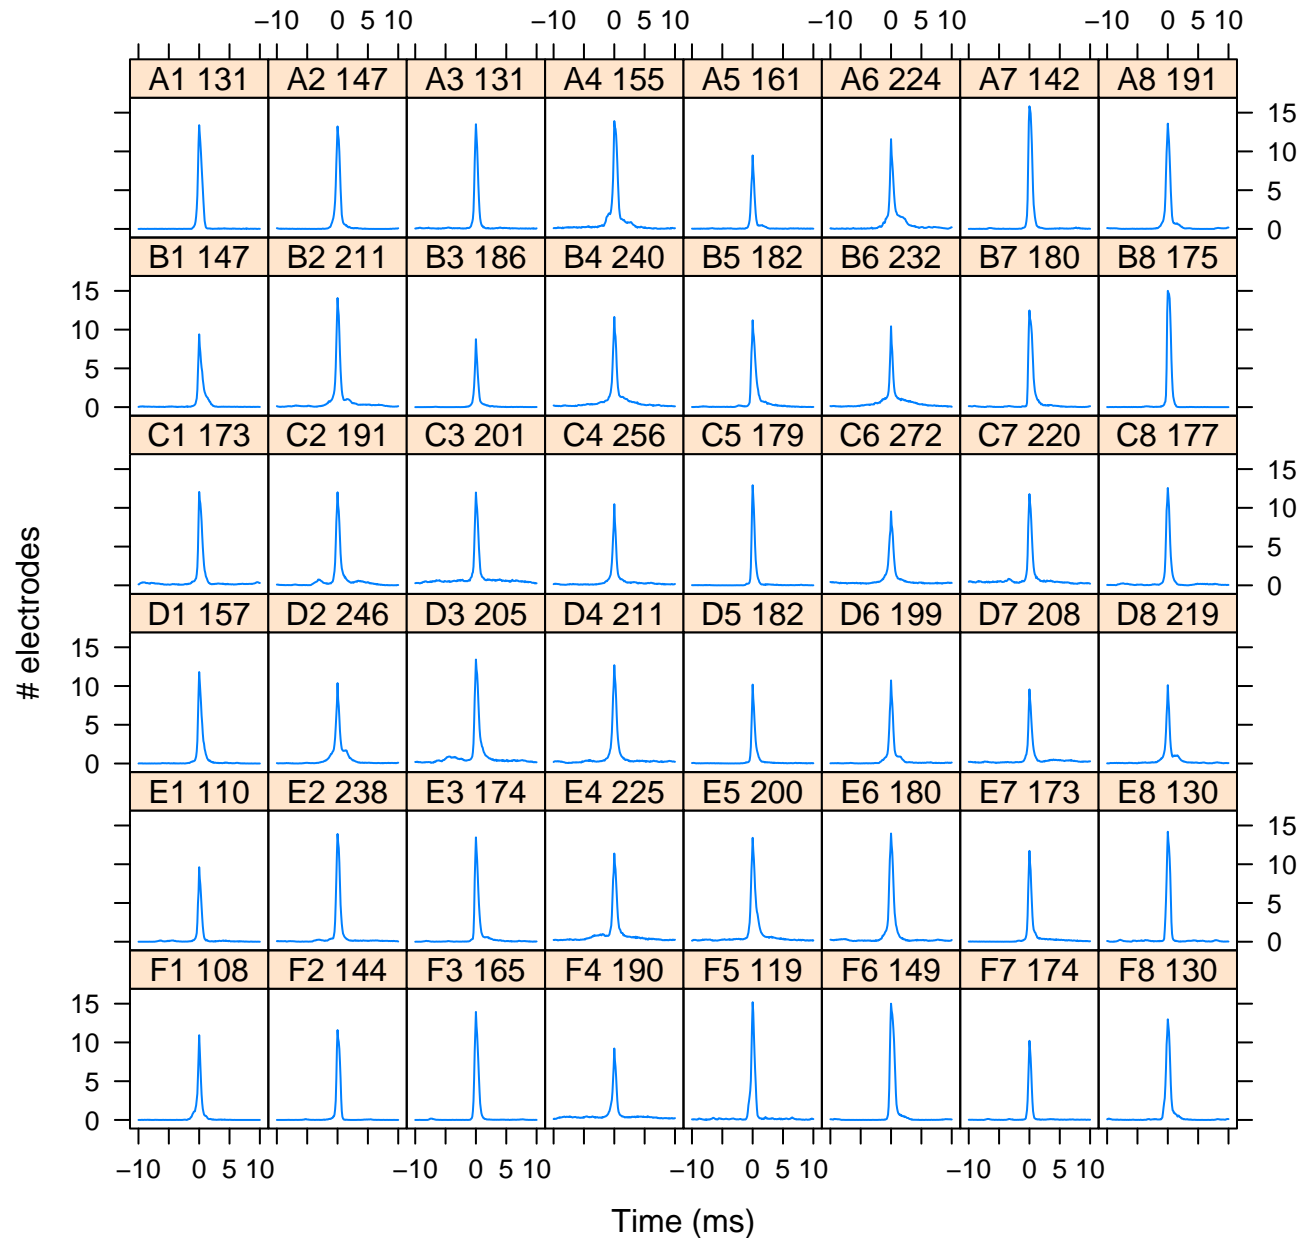 −10 0 5 10 −10 0 5 10 −10 0 5 10 −10 0 5 10
A1 131 A2 147 A3 131 A4 155 A5 161 A6 224 A7 142 A8 191
15
10
5
0
B1 147 B2 211 B3 186 B4 240 B5 182 B6 232 B7 180 B8 175
15
10
5
0
C1 173 C2 191 C3 201 C4 256 C5 179 C6 272 C7 220 C8 177
15
10
5
0
# electrodes
D1 157 D2 246 D3 205 D4 211 D5 182 D6 199 D7 208 D8 219
15
10
5
0
E1 110 E2 238 E3 174 E4 225 E5 200 E6 180 E7 173 E8 130
15
10
5
0
F1 108 F2 144 F3 165 F4 190 F5 119 F6 149 F7 174 F8 130
15
10
5
0
−10 0 5 10 −10 0 5 10 −10 0 5 10 −10 0 5 10
Time (ms)